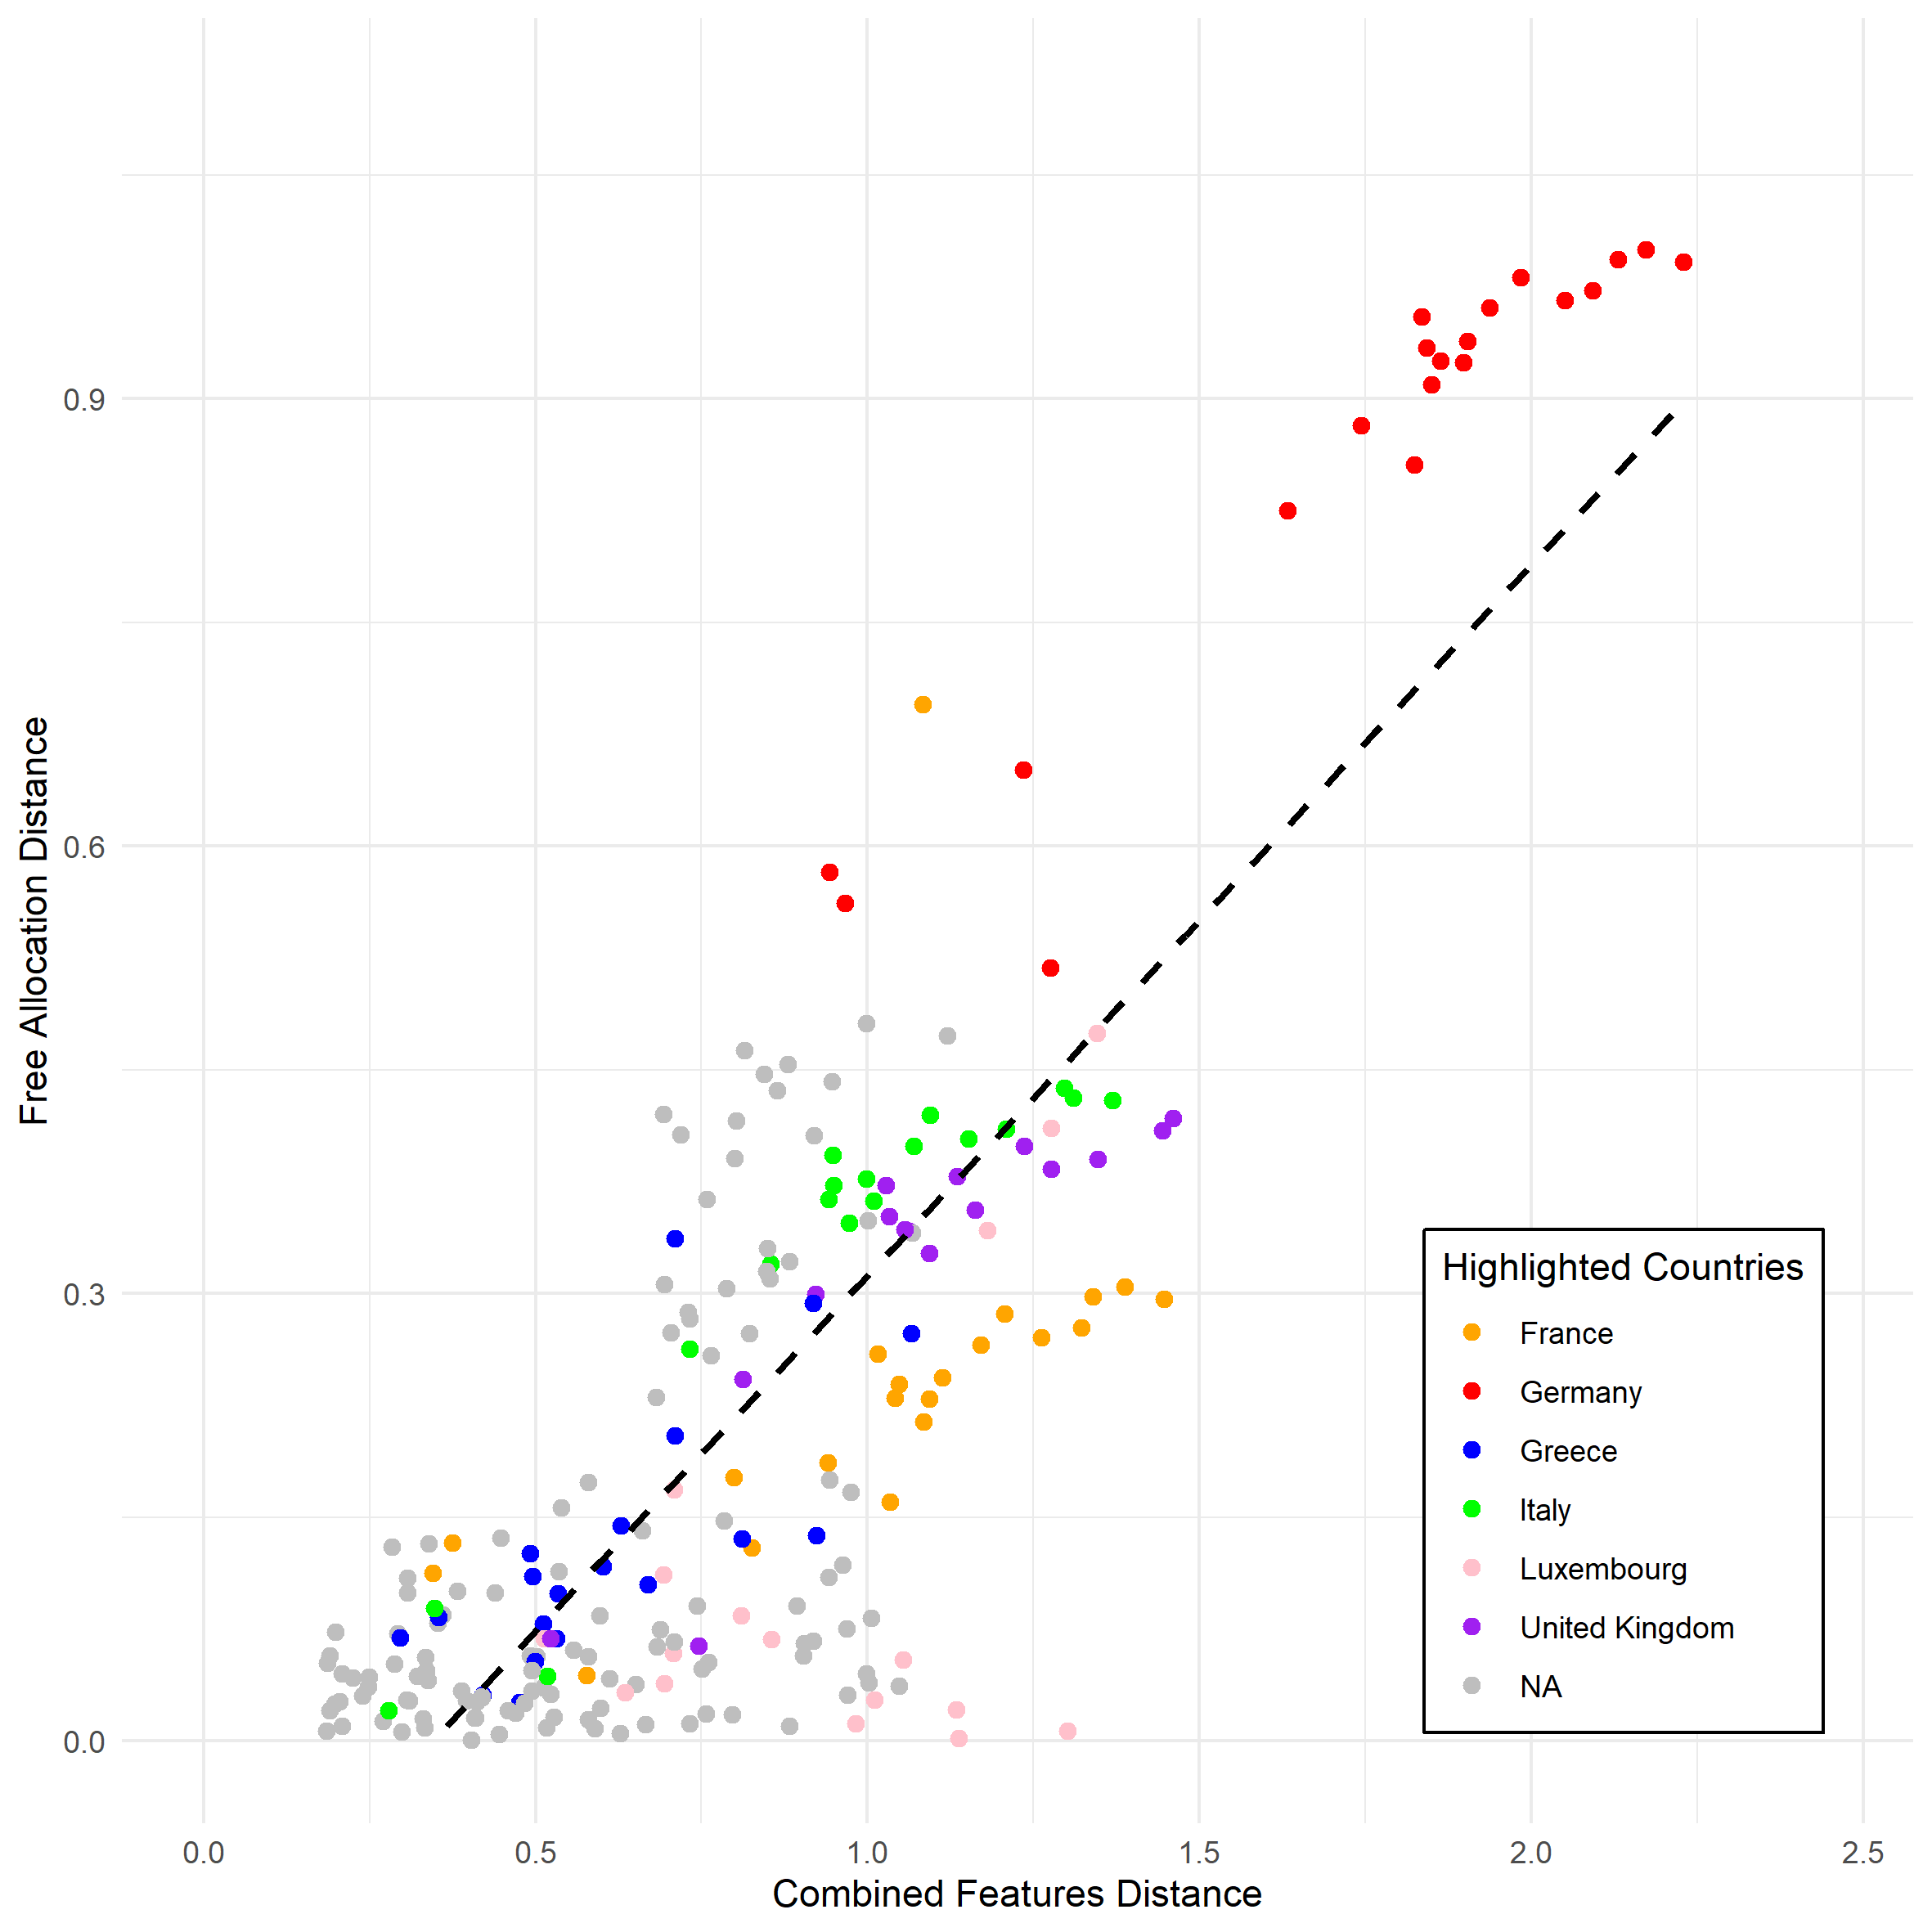 0.9
0.6
0.3
0.0
Free Allocation Distance
0.0
0.5
1.0
1.5
2.0
2.5
Combined Features Distance
Highlighted Countries
France
Germany
Greece
Italy
Luxembourg
United Kingdom
NA